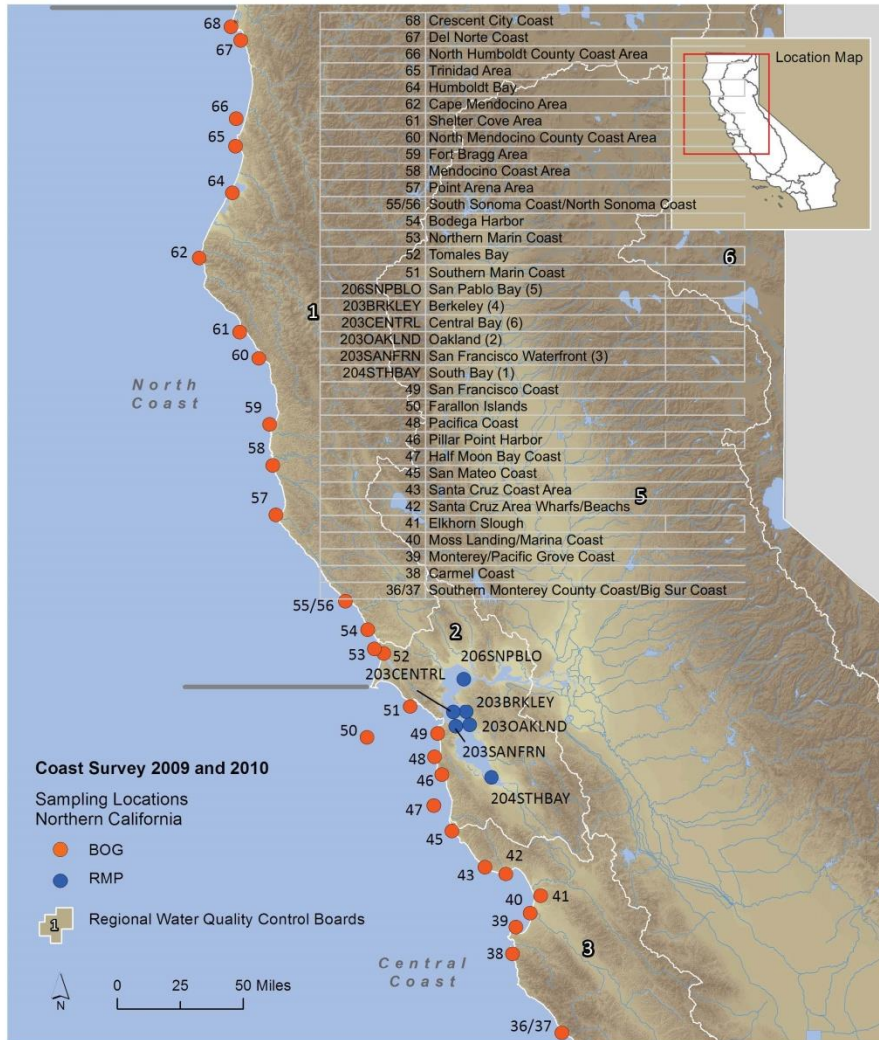 68 Crescent City Coast
67 Del Norte Coast
66 North Humboldt County Coast Area
65 Trinidad Area
64 Humboldt Bay
62 Cape Mendocino Area
61 Shelter Cove Area
60 North Mendocino County Coast Area
59 Fort Bragg Area
58 Mendocino Coast Area
57 Point Arena Area
55/56 South Sonoma Coast/North Sonoma Coast
54 Bodega Harbor
53 Northern Marin Coast
52 Tomales Bay
51 Southern Marin Coast
206SNPBLO San Pablo Bay (5)
203BRKLEY Berkeley (4)
203CENTRL Central Bay (6)
203OAKLND Oakland (2)
203SANFRN San Francisco Waterfront (3)
204STHBAY South Bay (1)
49 San Francisco Coast
50 Farallon Islands
48 Pacifica Coast
46 Pillar Point Harbor
47 Half Moon Bay Coast
45 San Mateo Coast
43 Santa Cruz Coast Area
42 Santa Cruz Area Wharfs/Beachs
41 Elkhorn Slough
40 Moss Landing/Marina Coast
39 Monterey/Pacific Grove Coast
38 Carmel Coast
36/37 Southern Monterey County Coast/Big Sur Coast
Location Map
68
67
66
65
64
62
61
60
59
58
57
55/56
54
53
52
51
50
49
48
46
47
45
43
42
41
40
39
38
36/37
North
Coast
1
6
5
2
3
206SNPBLO
203CENTRL
203BRKLEY
203OAKLND
203SANFRN
204STHBAY
Central
Coast
Coast Survey 2009 and 2010
Sampling Locations
Northern California
BOG
RMP
1 Regional Water Quality Control Boards
N
0 25 50 Miles